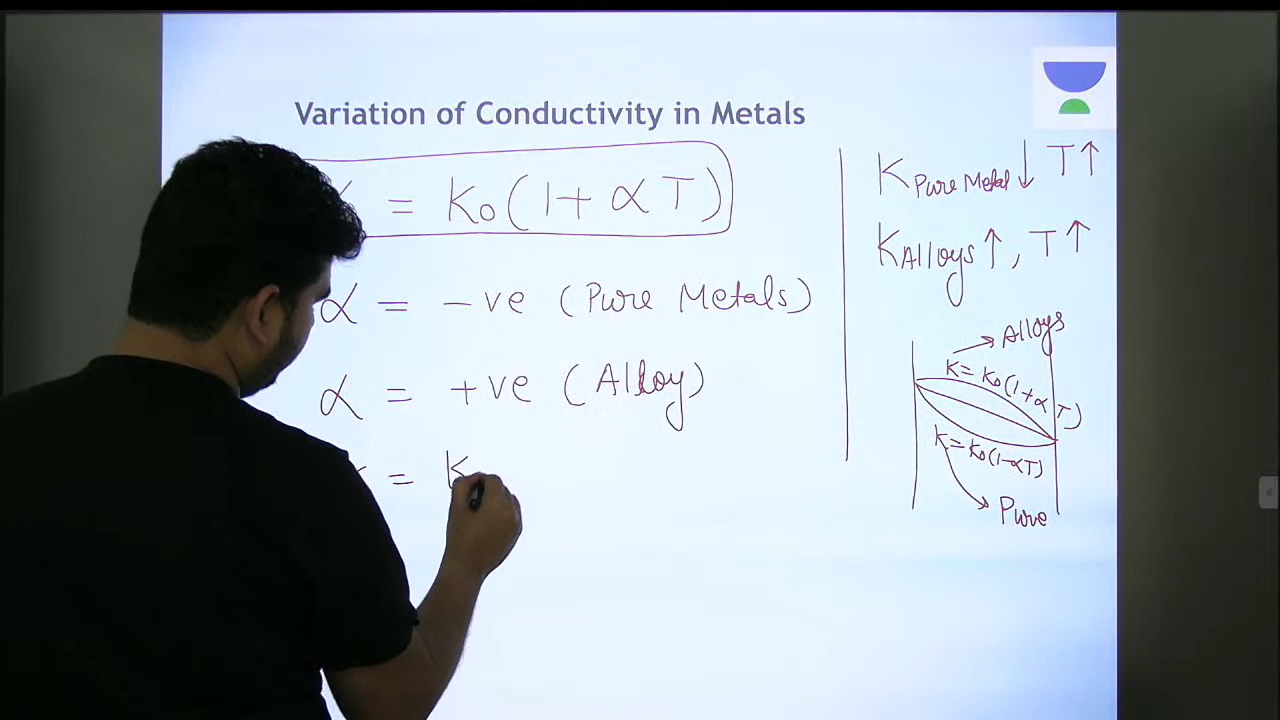 Variation of Conductivity in Metals
= K₀(1+ αT)
α = -ve (Pure Metals)
α = +ve (Alloy)
= K
K Pure Metal ↓ T↑
K Alloys ↑, T↑
Alloys
K = K₀(1+αT)
K = K₀(1-αT)
Pure